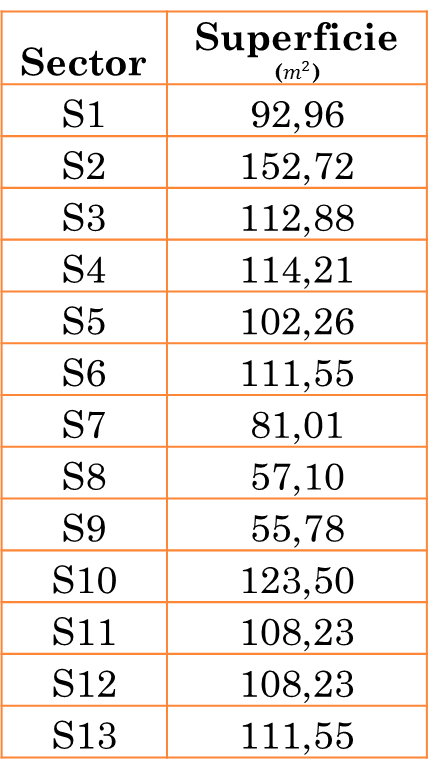 Sector Superficie
(m²)
S1 92,96
S2 152,72
S3 112,88
S4 114,21
S5 102,26
S6 111,55
S7 81,01
S8 57,10
S9 55,78
S10 123,50
S11 108,23
S12 108,23
S13 111,55